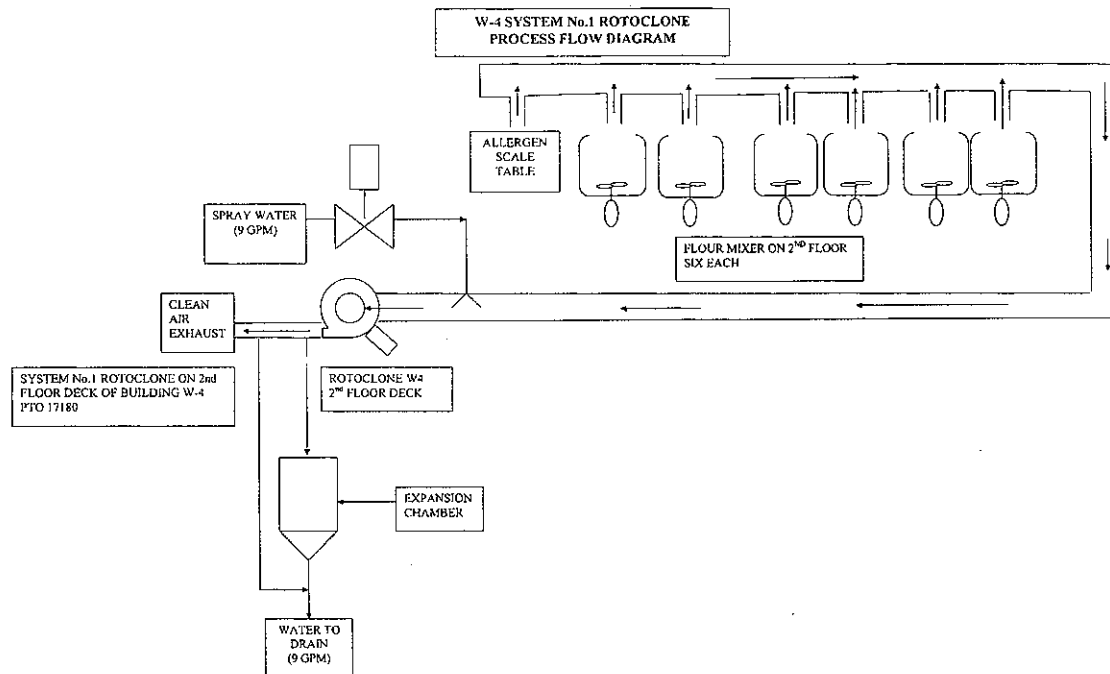 W-4 SYSTEM No.1 ROTOCLONE
PROCESS FLOW DIAGRAM
ALLERGEN
SCALE
TABLE
SPRAY WATER
(9 GPM)
FLOUR MIXER ON 2ND FLOOR
SIX EACH
CLEAN
AIR
EXHAUST
SYSTEM No.1 ROTOCLONE ON 2nd
FLOOR DECK OF BUILDING W-4
PTO 17180
ROTOCLONE W4
2nd FLOOR DECK
EXPANSION
CHAMBER
WATER TO
DRAIN
(9 GPM)